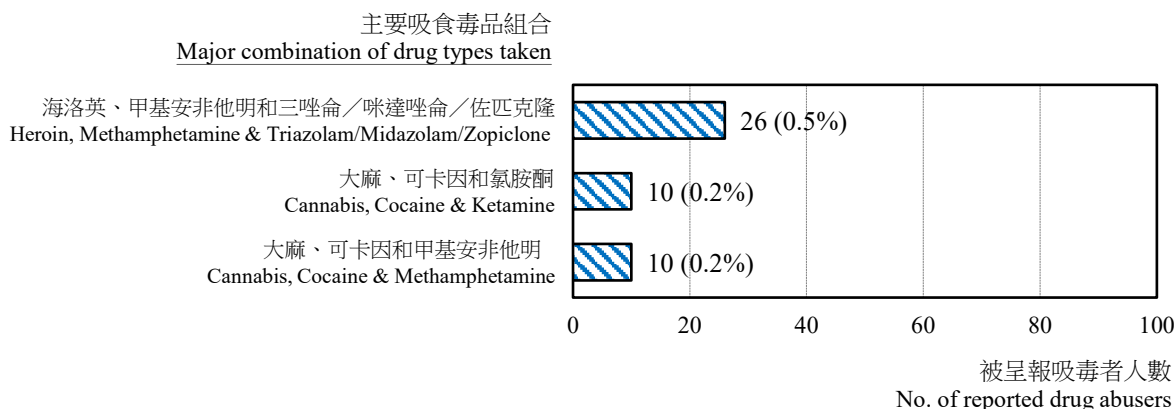 主要吸食毒品組合
Major combination of drug types taken
海洛英、甲基安非他明和三唑侖／咪達唑侖／佐匹克隆
Heroin, Methamphetamine & Triazolam/Midazolam/Zopiclone
26 (0.5%)
大麻、可卡因和氯胺酮
Cannabis, Cocaine & Ketamine
10 (0.2%)
大麻、可卡因和甲基安非他明
Cannabis, Cocaine & Methamphetamine
10 (0.2%)
0 20 40 60 80 100
被呈報吸毒者人數
No. of reported drug abusers